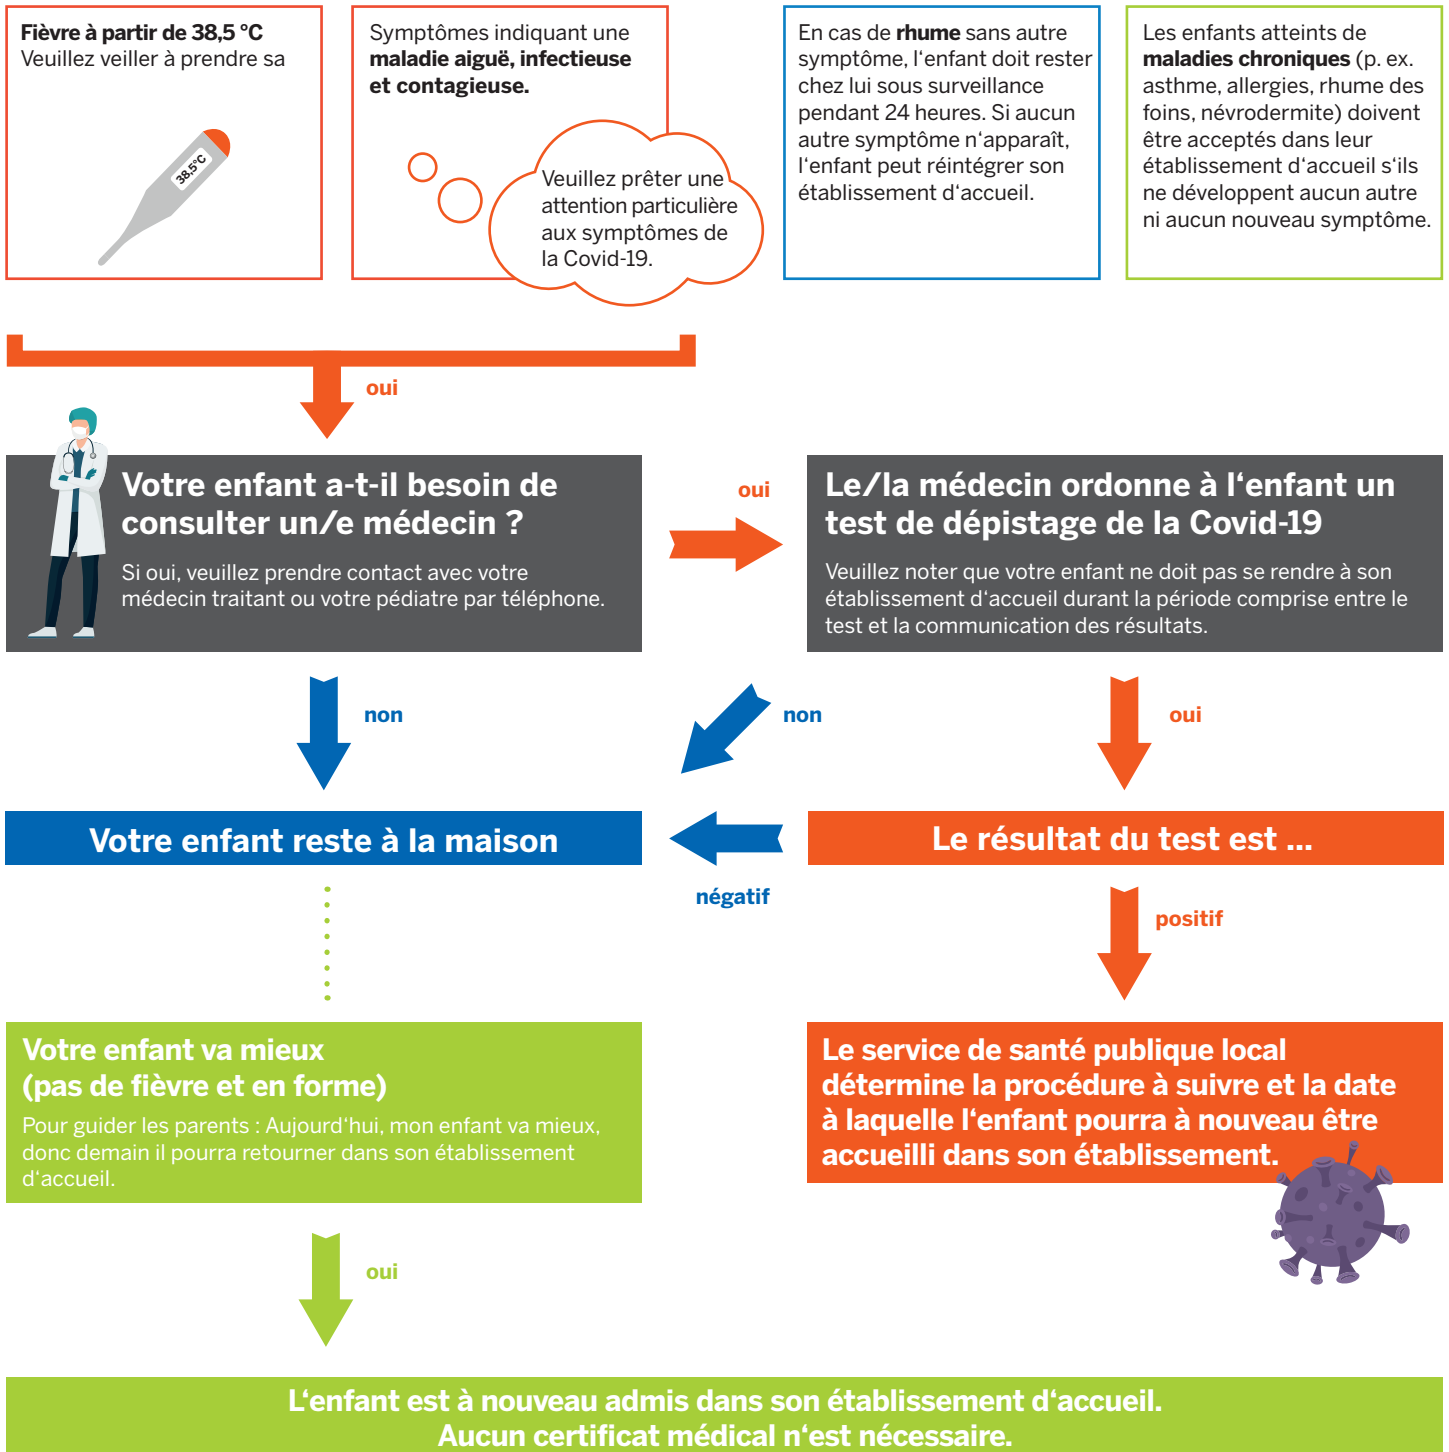 Fièvre à partir de 38,5 °C
Veuillez veiller à prendre sa
38,5°C
Symptômes indiquant une
maladie aiguë, infectieuse
et contagieuse.
Veuillez prêter une
attention particulière
aux symptômes de
la Covid-19.
En cas de rhume sans autre
symptôme, l‘enfant doit rester
chez lui sous surveillance
pendant 24 heures. Si aucun
autre symptôme n‘apparaît,
l‘enfant peut réintégrer son
établissement d‘accueil.
Les enfants atteints de
maladies chroniques (p. ex.
asthme, allergies, rhume des
foins, névrodermite) doivent
être acceptés dans leur
établissement d‘accueil s‘ils
ne développent aucun autre
ni aucun nouveau symptôme.
oui
Votre enfant a-t-il besoin de
consulter un/e médecin ?
Si oui, veuillez prendre contact avec votre
médecin traitant ou votre pédiatre par téléphone.
oui
Le/la médecin ordonne à l‘enfant un
test de dépistage de la Covid-19
Veuillez noter que votre enfant ne doit pas se rendre à son
établissement d‘accueil durant la période comprise entre le
test et la communication des résultats.
non
non
oui
Votre enfant reste à la maison
Le résultat du test est ...
négatif
positif
Votre enfant va mieux
(pas de fièvre et en forme)
Pour guider les parents : Aujourd‘hui, mon enfant va mieux,
donc demain il pourra retourner dans son établissement
d‘accueil.
Le service de santé publique local
détermine la procédure à suivre et la date
à laquelle l‘enfant pourra à nouveau être
accueilli dans son établissement.
oui
L‘enfant est à nouveau admis dans son établissement d‘accueil.
Aucun certificat médical n‘est nécessaire.